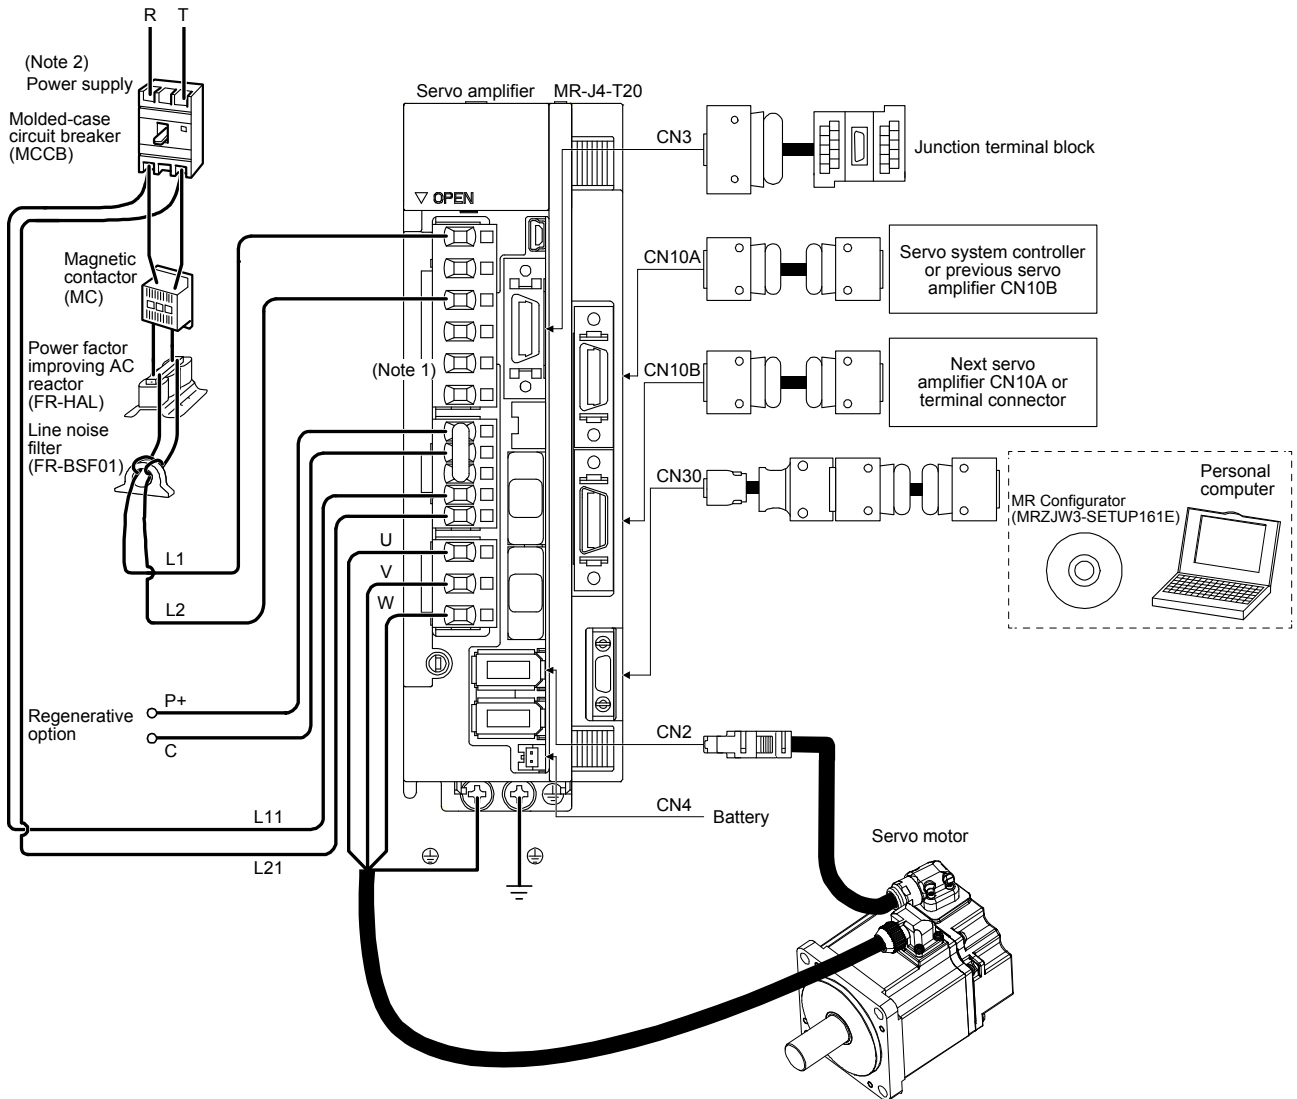 R T
(Note 2)
Power supply
Molded-case
circuit breaker
(MCCB)
Magnetic
contactor
(MC)
Power factor
improving AC
reactor
(FR-HAL)
Line noise
filter
(FR-BSF01)
L1
L2
Regenerative
option
P+
C
L11
L21
Servo amplifier
MR-J4-T20
▽ OPEN
(Note 1)
U
V
W
CN3
Junction terminal block
CN10A
Servo system controller
or previous servo
amplifier CN10B
CN10B
Next servo
amplifier CN10A or
terminal connector
CN30
MR Configurator
(MRZJW3-SETUP161E)
Personal
computer
CN2
CN4
Battery
Servo motor